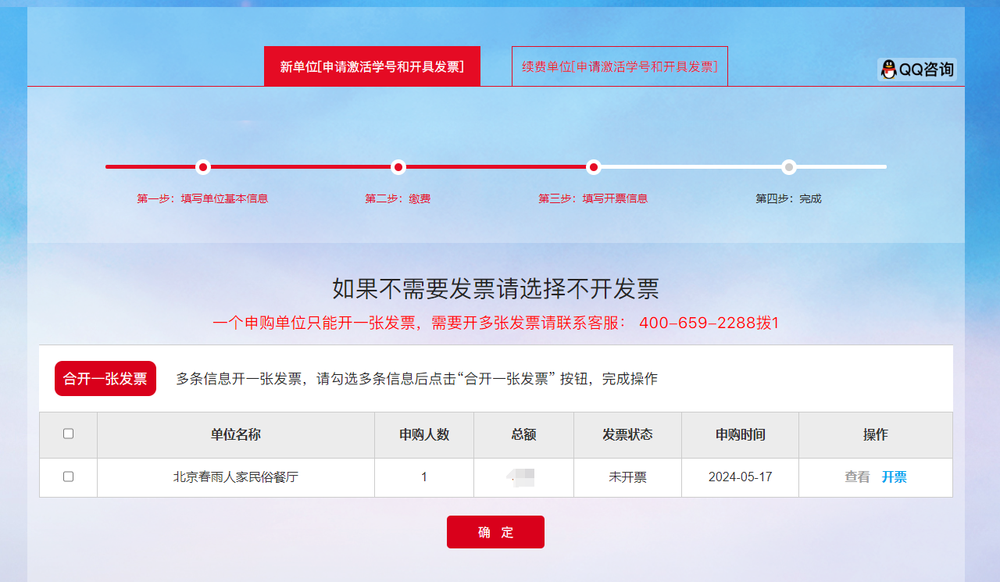 新单位[申请激活学号和开具发票]
续费单位[申请激活学号和开具发票]
QQ咨询
第一步：填写单位基本信息
第二步：缴费
第三步：填写开票信息
第四步：完成
如果不需要发票请选择不开发票
一个申购单位只能开一张发票，需要开多张发票请联系客服： 400-659-2288拨1
合开一张发票
多条信息开一张发票，请勾选多条信息后点击“合开一张发票” 按钮，完成操作
单位名称 申购人数 总额 发票状态 申购时间 操作
北京春雨人家民俗餐厅 1 未开票 2024-05-17 查看 开票
确 定